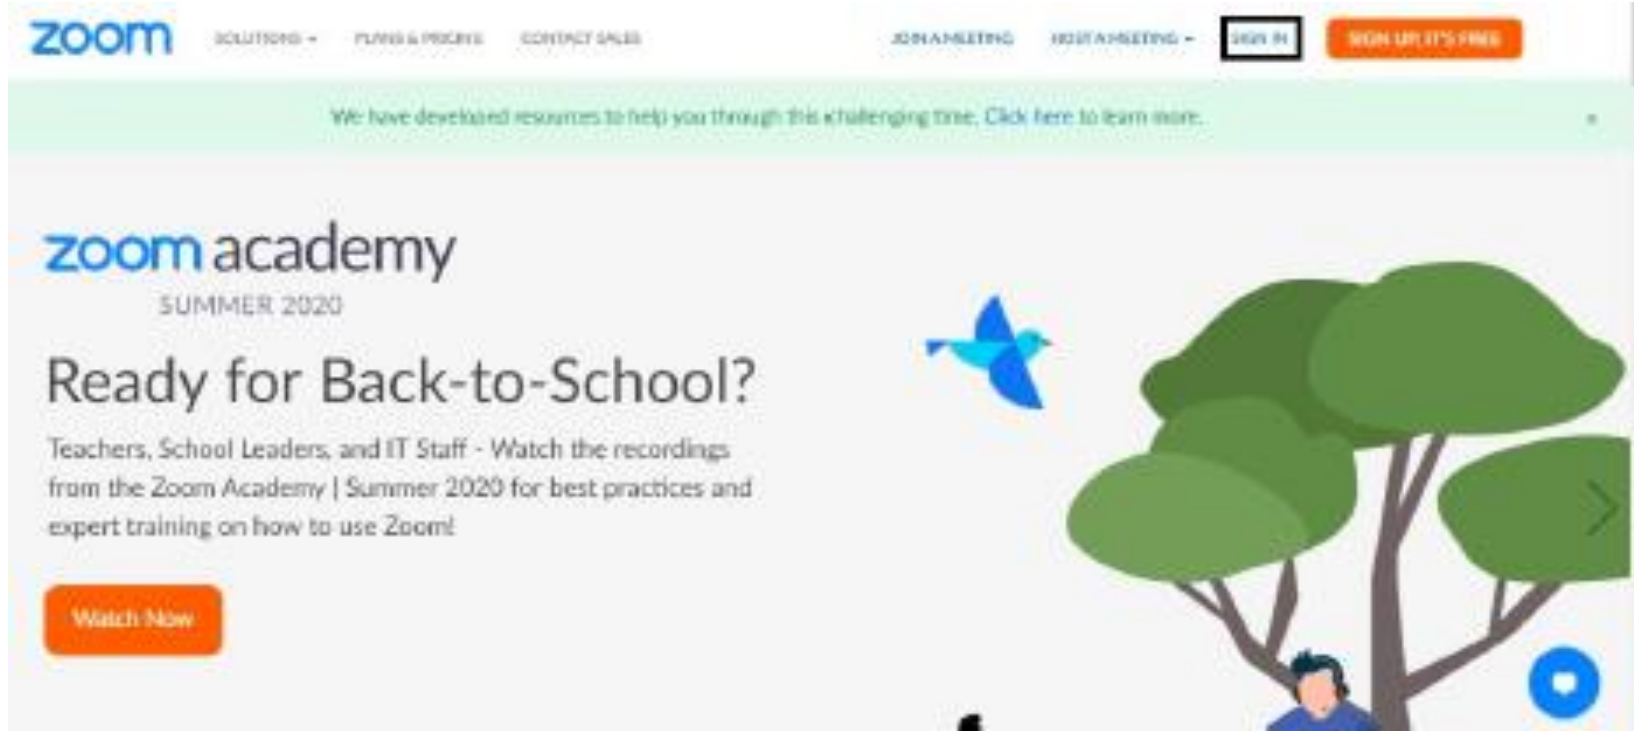 zoom SOLUTIONS PLANS & PRICING CONTACT SALES JOIN A MEETING HOST A MEETING SIGN IN SIGN UP, IT'S FREE
We have developed resources to help you through this challenging time. Click here to learn more.
zoom academy
SUMMER 2020
Ready for Back-to-School?
Teachers, School Leaders, and IT Staff - Watch the recordings
from the Zoom Academy | Summer 2020 for best practices and
expert training on how to use Zoom!
Watch Now